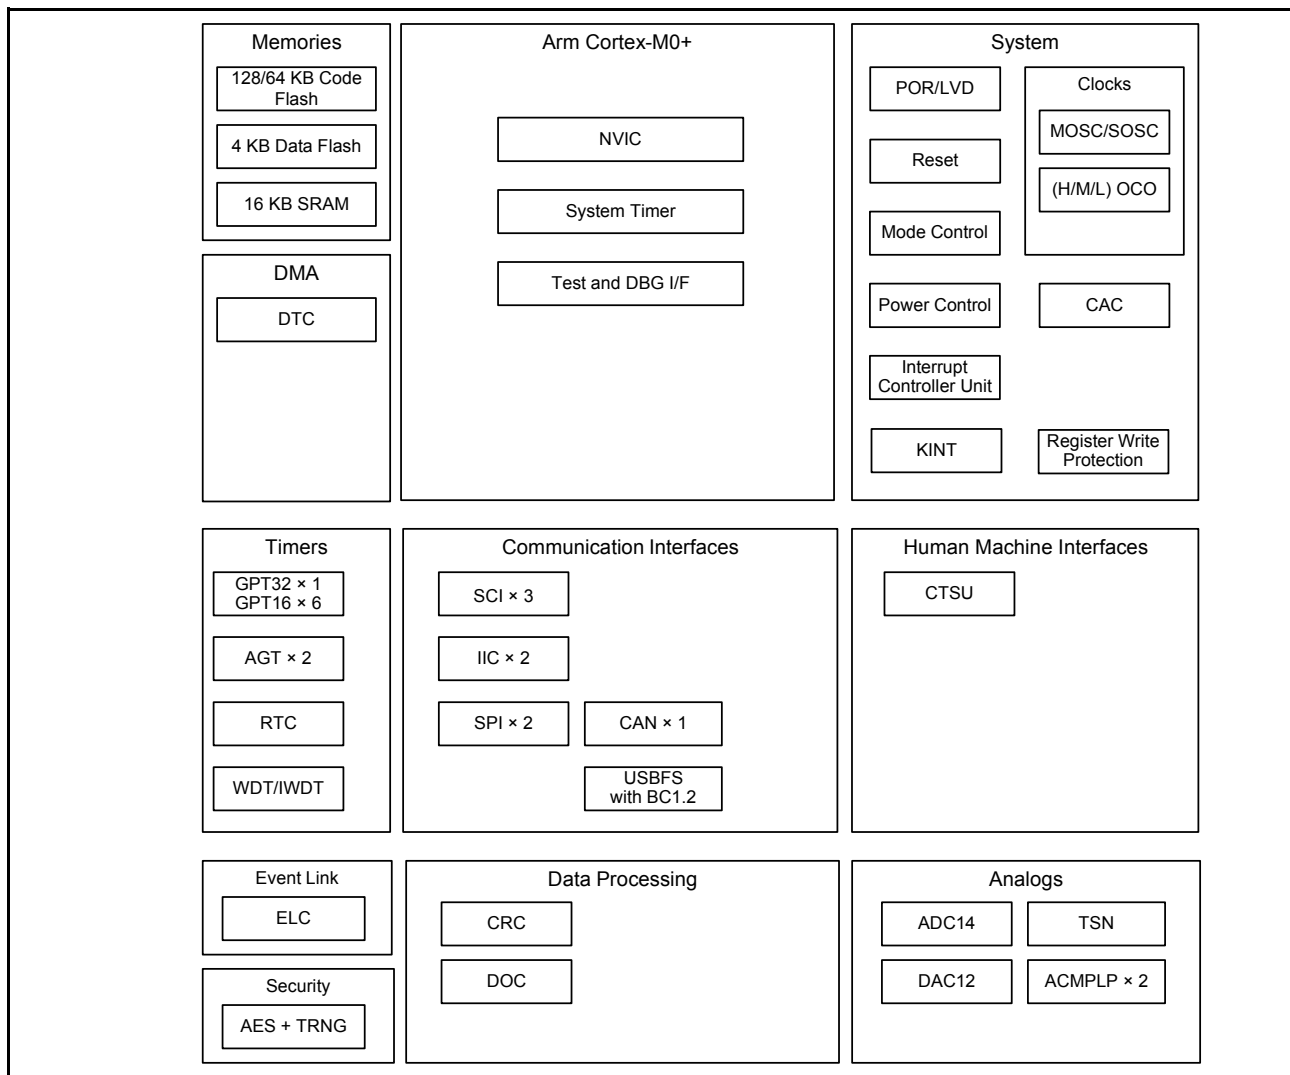 Memories
128/64 KB Code
Flash
4 KB Data Flash
16 KB SRAM
DMA
DTC
Arm Cortex-M0+
NVIC
System Timer
Test and DBG I/F
System
POR/LVD
Reset
Mode Control
Power Control
Interrupt
Controller Unit
KINT
Clocks
MOSC/SOSC
(H/M/L) OCO
CAC
Register Write
Protection
Timers
GPT32 × 1
GPT16 × 6
AGT × 2
RTC
WDT/IWDT
Communication Interfaces
SCI × 3
IIC × 2
SPI × 2
CAN × 1
USBFS
with BC1.2
Human Machine Interfaces
CTSU
Event Link
ELC
Security
AES + TRNG
Data Processing
CRC
DOC
Analogs
ADC14
TSN
DAC12
ACMPLP × 2